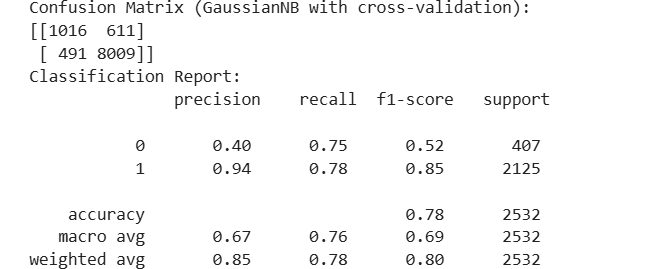 Confusion Matrix (GaussianNB with cross-validation):
[[1016  611]
 [ 491 8009]]
Classification Report:
              precision    recall  f1-score   support

           0       0.40      0.75      0.52       407
           1       0.94      0.78      0.85      2125

    accuracy                           0.78      2532
   macro avg       0.67      0.76      0.69      2532
weighted avg       0.85      0.78      0.80      2532